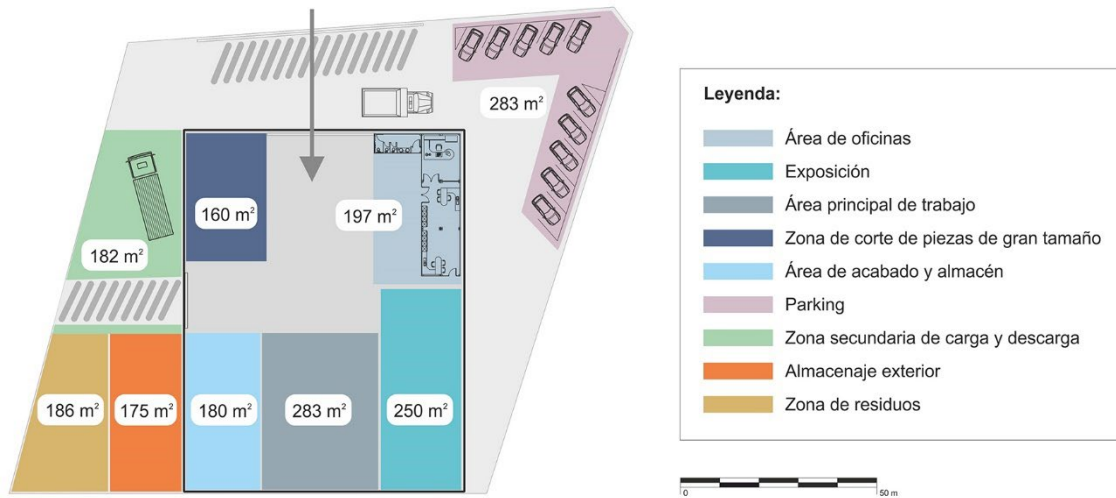 283 m²
160 m²
197 m²
182 m²
186 m²
175 m²
180 m²
283 m²
250 m²
Leyenda:
Área de oficinas
Exposición
Área principal de trabajo
Zona de corte de piezas de gran tamaño
Área de acabado y almacén
Parking
Zona secundaria de carga y descarga
Almacenaje exterior
Zona de residuos
0 50 m